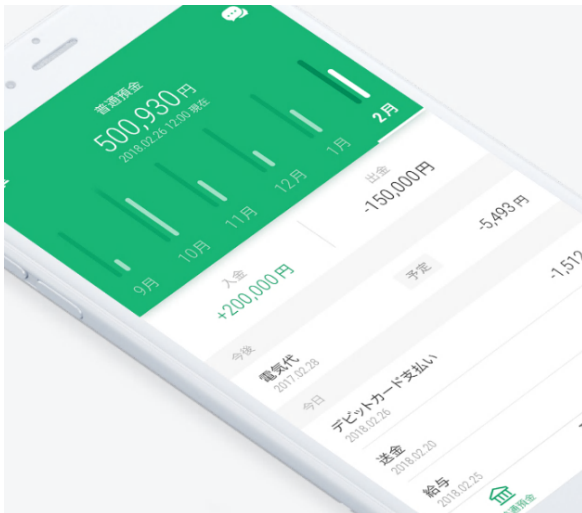 普通預金
500,930円
2018.02.26 12:00 現在
9月
10月
11月
12月
1月
2月
入金
+200,000円
出金
-150,000円
今後
電気代
2017.02.28
予定
-5,493円
今日
デビットカード支払い
2018.02.26
-1,512
送金
2018.02.20
給与
2018.02.25
普通預金